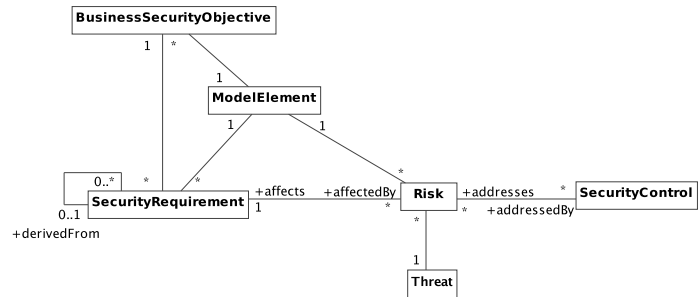 BusinessSecurityObjective
1 *
1
ModelElement
1 1
*
0..* * *
+affects +affectedBy Risk +addresses * SecurityControl
SecurityRequirement
0..1 1 * * +addressedBy
*
+derivedFrom
1
Threat